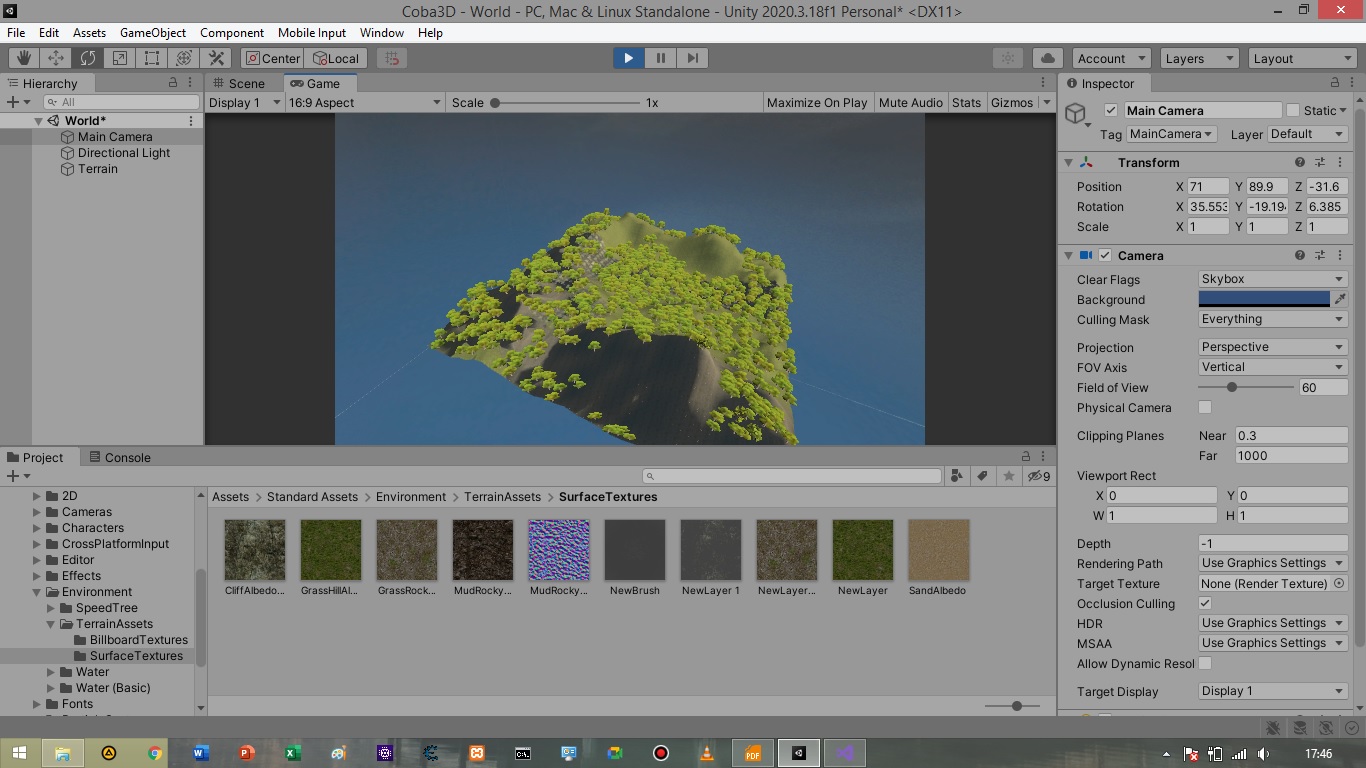 Coba3D - World - PC, Mac & Linux Standalone - Unity 2020.3.18f1 Personal* <DX11>
File Edit Assets GameObject Component Mobile Input Window Help
Center Local Account Layers Layout
Hierarchy Scene Game Inspector
All Display 1 16:9 Aspect Scale 1x Maximize On Play Mute Audio Stats Gizmos
World*
Main Camera
Directional Light
Terrain
Main Camera Static
Tag MainCamera Layer Default
Transform
Position X 71 Y 89.9 Z -31.6
Rotation X 35.553 Y -19.194 Z 6.385
Scale X 1 Y 1 Z 1
Camera
Clear Flags Skybox
Background
Culling Mask Everything
Projection Perspective
FOV Axis Vertical
Field of View 60
Physical Camera
Clipping Planes Near 0.3
Far 1000
Viewport Rect
X 0 Y 0
W 1 H 1
Depth -1
Rendering Path Use Graphics Settings
Target Texture None (Render Texture)
Occlusion Culling
HDR Use Graphics Settings
MSAA Use Graphics Settings
Allow Dynamic Resol
Target Display Display 1
Project Console
9
2D
Cameras
Characters
CrossPlatformInput
Editor
Effects
Environment
SpeedTree
TerrainAssets
BillboardTextures
SurfaceTextures
Water
Water (Basic)
Fonts
Assets > Standard Assets > Environment > TerrainAssets > SurfaceTextures
CliffAlbedo... GrassHillAl... GrassRock... MudRocky... MudRocky... NewBrush NewLayer 1 NewLayer... NewLayer SandAlbedo
PDF
17:46